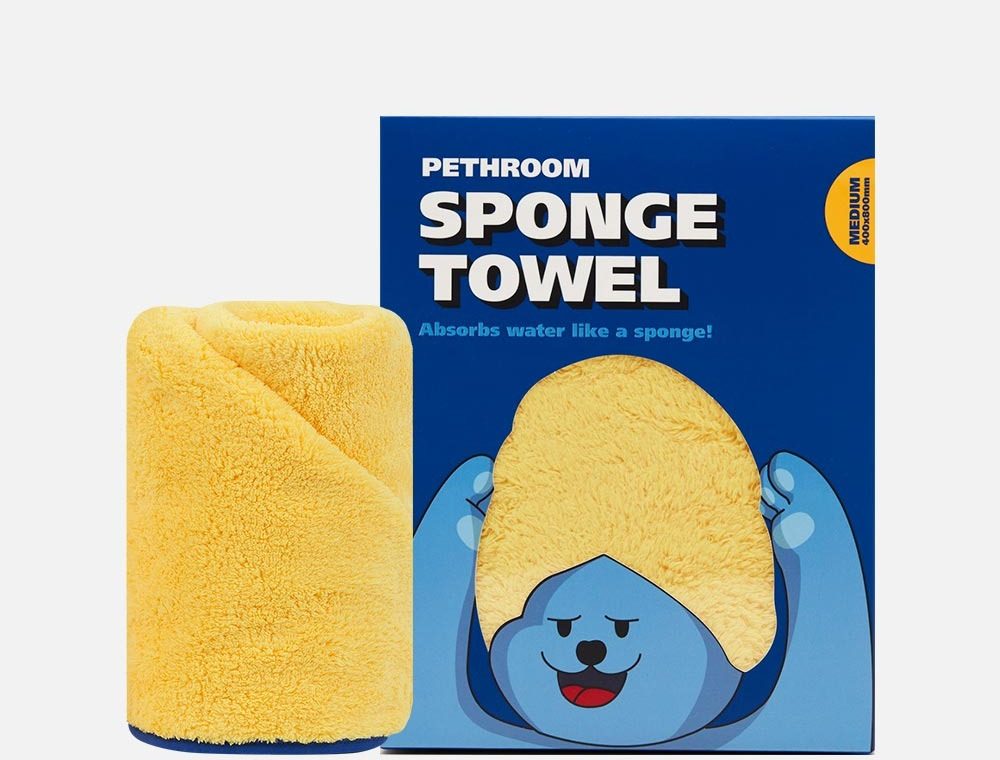 PETHROOM
SPONGE
TOWEL
Absorbs water like a sponge!
MEDIUM
400x800mm